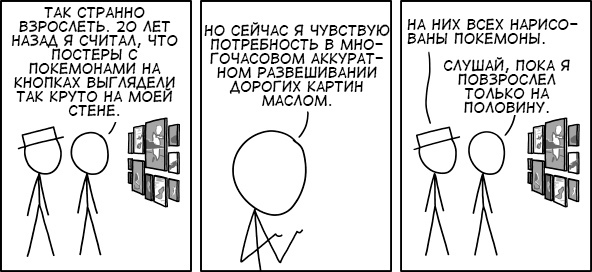 ТАК СТРАННО
ВЗРОСЛЕТЬ. 20 ЛЕТ
НАЗАД Я СЧИТАЛ, ЧТО
ПОСТЕРЫ С
ПОКЕМОНАМИ НА
КНОПКАХ ВЫГЛЯДЕЛИ
ТАК КРУТО НА МОЕЙ
СТЕНЕ.
НО СЕЙЧАС Я ЧУВСТВУЮ
ПОТРЕБНОСТЬ В МНО-
ГОЧАСОВОМ АККУРАТ-
НОМ РАЗВЕШИВАНИИ
ДОРОГИХ КАРТИН
МАСЛОМ.
НА НИХ ВСЕХ НАРИСО-
ВАНЫ ПОКЕМОНЫ.
СЛУШАЙ, ПОКА Я
ПОВЗРОСЛЕЛ
ТОЛЬКО НА
ПОЛОВИНУ.